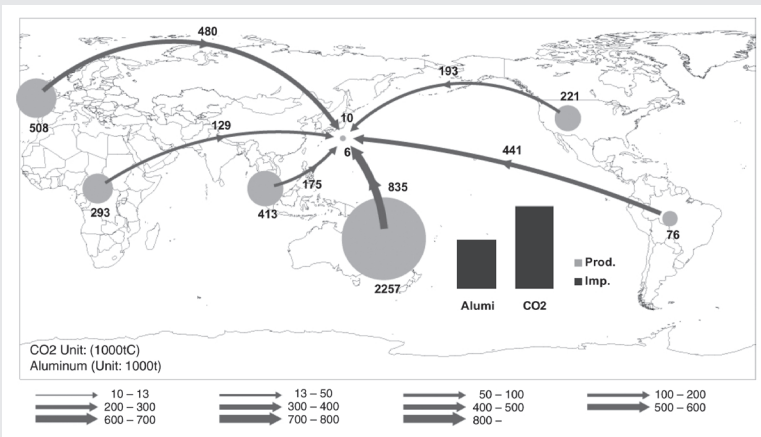 480
193
10
221
508
129
6
441
175
835
293
413
76
2257
Prod.
Imp.
Alumi
CO2
CO2 Unit: (1000tC)
Aluminum (Unit: 1000t)
10 – 13
13 – 50
50 – 100
100 – 200
200 – 300
300 – 400
400 – 500
500 – 600
600 – 700
700 – 800
800 –